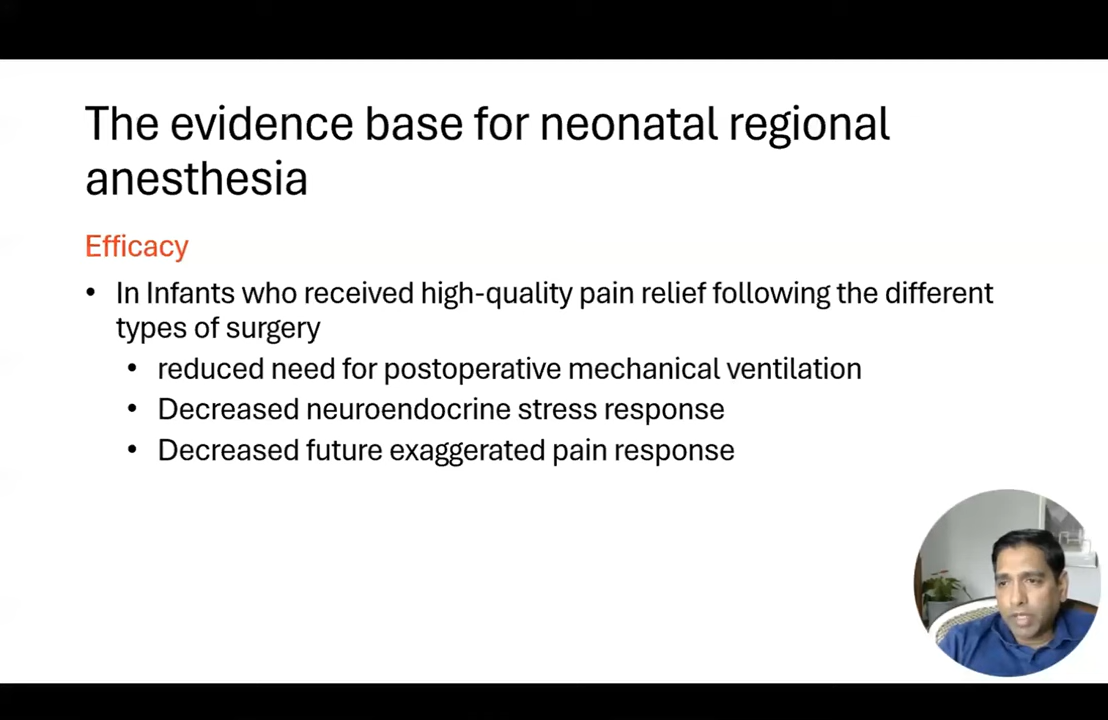 The evidence base for neonatal regional
anesthesia
Efficacy
• In Infants who received high-quality pain relief following the different
types of surgery
• reduced need for postoperative mechanical ventilation
• Decreased neuroendocrine stress response
• Decreased future exaggerated pain response